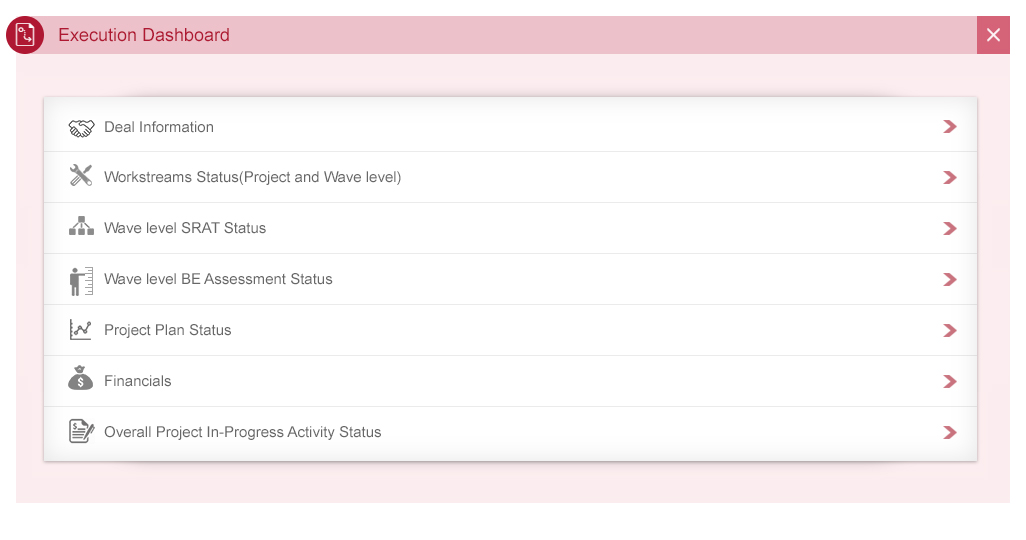 Execution Dashboard
Deal Information
Workstreams Status(Project and Wave level)
Wave level SRAT Status
Wave level BE Assessment Status
Project Plan Status
Financials
Overall Project In-Progress Activity Status